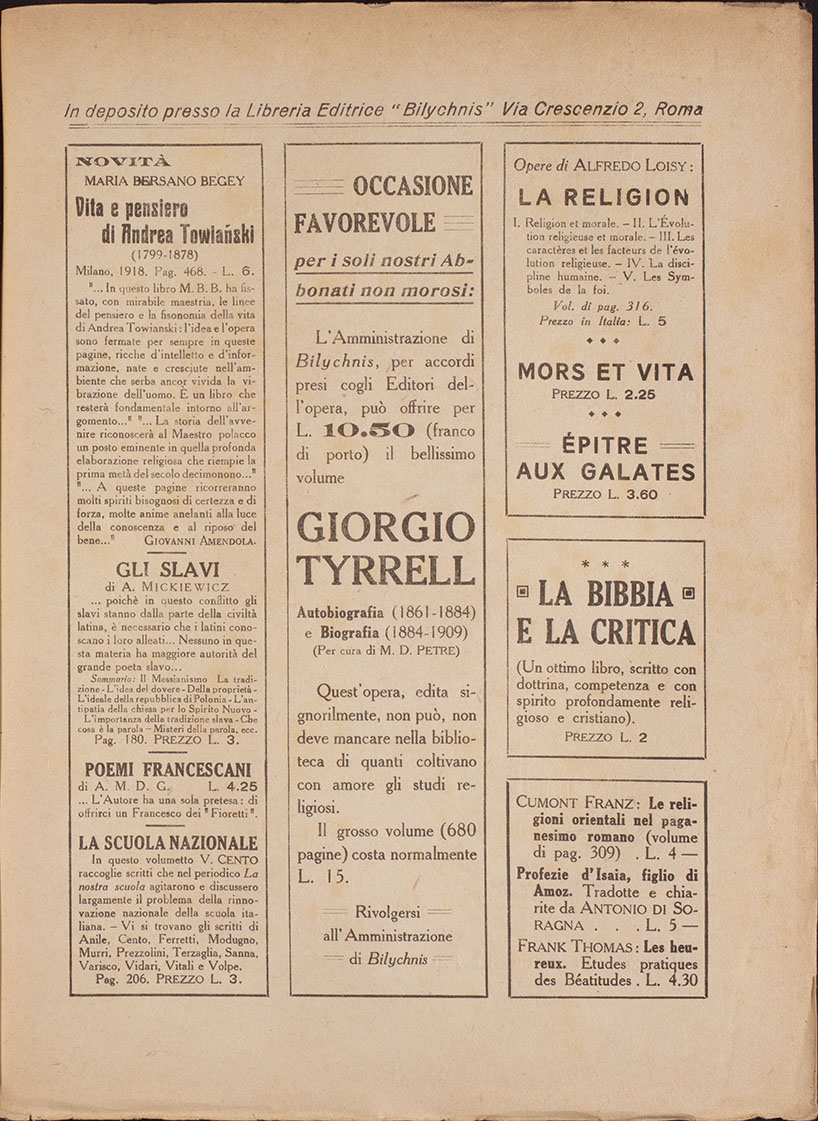 In deposito presso la Libreria Editrice "Bilychnis" Via Crescenzio 2, Roma
NOVITÀ
MARIA BERSANO BEGEY
Vita e pensiero
di Andrea Towiański
(1799-1878)
Milano, 1918. Pag. 468. - L. 6.
"... In questo libro M. B. B. ha fis-
sato, con mirabile maestria, le linee
del pensiero e la fisonomia della vita
di Andrea Towianski : l'idea e l'opera
sono fermate per sempre in queste
pagine, ricche d'intelletto e d'infor-
mazione, nate e cresciute nell'am-
biente che serba ancor vivida la vi-
brazione dell'uomo. È un libro che
resterà fondamentale intorno all'ar-
gomento..." "... La storia dell'avve-
nire riconoscerà al Maestro polacco
un posto eminente in quella profonda
elaborazione religiosa che riempie la
prima metà del secolo decimonono..."
"... A queste pagine ricorreranno
molti spiriti bisognosi di certezza e di
forza, molte anime anelanti alla luce
della conoscenza e al riposo del
bene..." GIOVANNI AMENDOLA.
GLI SLAVI
di A. MICKIEWICZ
... poichè in questo conflitto gli
slavi stanno dalla parte della civiltà
latina, è necessario che i latini cono-
scano i loro alleati... Nessuno in que-
sta materia ha maggiore autorità del
grande poeta slavo...
Sommario: Il Messianismo La tradi-
zione - L'idea del dovere - Della proprietà -
L'ideale della repubblica di Polonia - L'an-
tipatia della chiesa per lo Spirito Nuovo -
L'importanza della tradizione slava - Che
cosa è la parola — Misteri della parola, ecc.
Pag. 180. PREZZO L. 3.
POEMI FRANCESCANI
di A. M. D. G. L. 4.25
... L'Autore ha una sola pretesa : di
offrirci un Francesco dei "Fioretti".
LA SCUOLA NAZIONALE
In questo volumetto V. CENTO
raccoglie scritti che nel periodico La
nostra scuola agitarono e discussero
largamente il problema della rinno-
vazione nazionale della scuola ita-
liana. – Vi si trovano gli scritti di
Anile, Cento, Ferretti, Modugno,
Murri, Prezzolini, Terzaglia, Sanna,
Varisco, Vidari, Vitali e Volpe.
Pag. 206. PREZZO L. 3.
OCCASIONE
FAVOREVOLE
per i soli nostri Ab-
bonati non morosi:
L'Amministrazione di
Bilychnis, per accordi
presi cogli Editori del-
l'opera, può offrire per
L. 10.50 (franco
di porto) il bellissimo
volume
GIORGIO
TYRRELL
Autobiografia (1861-1884)
e Biografia (1884-1909)
(Per cura di M. D. PETRE)
Quest'opera, edita si-
gnorilmente, non può, non
deve mancare nella biblio-
teca di quanti coltivano
con amore gli studi re-
ligiosi.
Il grosso volume (680
pagine) costa normalmente
L. 15.
Rivolgersi
all'Amministrazione
di Bilychnis
Opere di ALFREDO LOISY :
LA RELIGION
I. Religion et morale. – II. L'Évolu-
tion religieuse et morale. – III. Les
caractères et les facteurs de l'évo-
lution religieuse. – IV. La disci-
pline humaine. – V. Les Sym-
boles de la foi.
Vol. di pag. 316.
Prezzo in Italia: L. 5
MORS ET VITA
PREZZO L. 2.25
ÉPITRE
AUX GALATES
PREZZO L. 3.60
* * *
LA BIBBIA
E LA CRITICA
(Un ottimo libro, scritto con
dottrina, competenza e con
spirito profondamente reli-
gioso e cristiano).
PREZZO L. 2
CUMONT FRANZ : Le reli-
gioni orientali nel paga-
nesimo romano (volume
di pag. 309) . L. 4 —
Profezie d'Isaia, figlio di
Amoz. Tradotte e chia-
rite da ANTONIO DI SO-
RAGNA . . . L. 5 —
FRANK THOMAS : Les heu-
reux. Etudes pratiques
des Béatitudes . L. 4.30